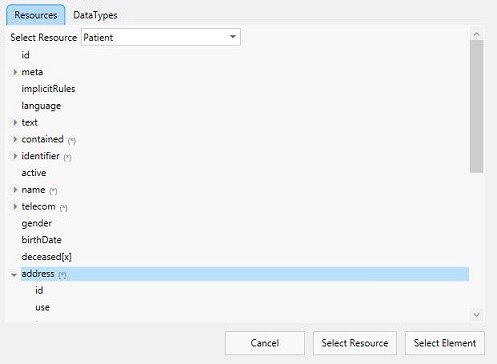 Resources DataTypes
Select Resource Patient
id
meta
implicitRules
language
text
contained (*)
identifier (*)
active
name (*)
telecom (*)
gender
birthDate
deceased[x]
address (*)
id
use
Cancel Select Resource Select Element